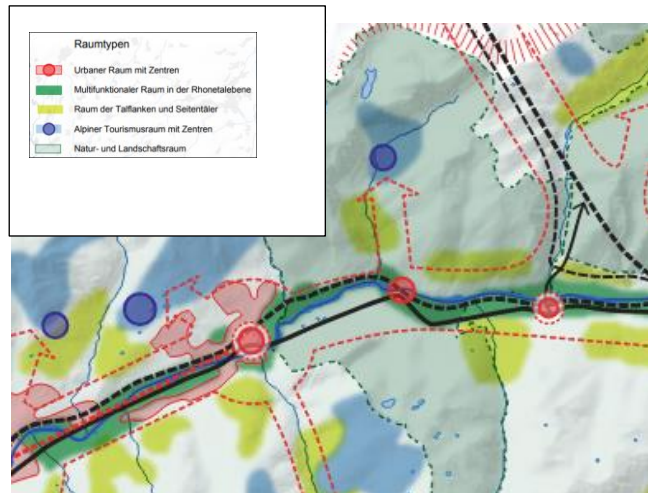 Raumtypen
Urbaner Raum mit Zentren
Multifunktionaler Raum in der Rhonetalebene
Raum der Talflanken und Seitentäler
Alpiner Tourismusraum mit Zentren
Natur- und Landschaftsraum